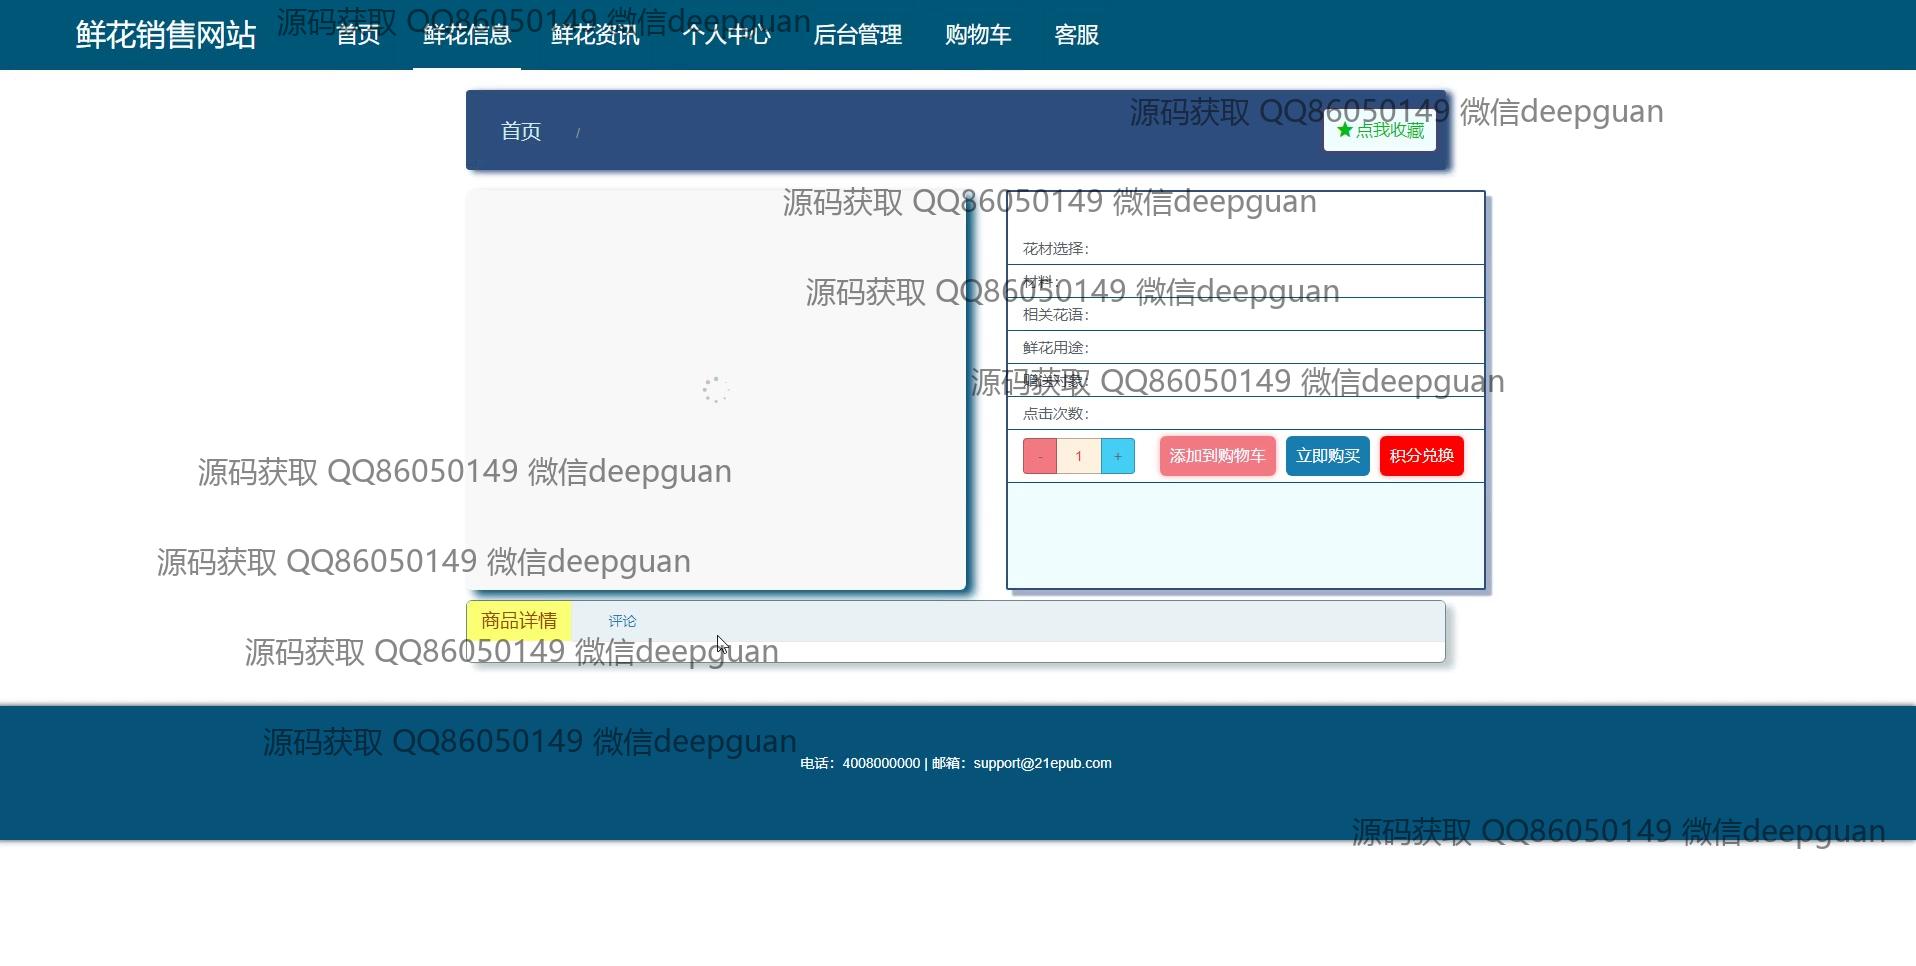 鲜花销售网站 首页 鲜花信息 鲜花资讯 个人中心 后台管理 购物车 客服
源码获取 QQ86050149 微信deepguan
首页 /
点我收藏
源码获取 QQ86050149 微信deepguan
源码获取 QQ86050149 微信deepguan
花材选择：
材料：
源码获取 QQ86050149 微信deepguan
相关花语：
鲜花用途：
赠送对象：
源码获取 QQ86050149 微信deepguan
点击次数：
- 1 + 添加到购物车 立即购买 积分兑换
源码获取 QQ86050149 微信deepguan
源码获取 QQ86050149 微信deepguan
商品详情 评论
源码获取 QQ86050149 微信deepguan
源码获取 QQ86050149 微信deepguan
电话：4008000000 | 邮箱：support@21epub.com
源码获取 QQ86050149 微信deepguan